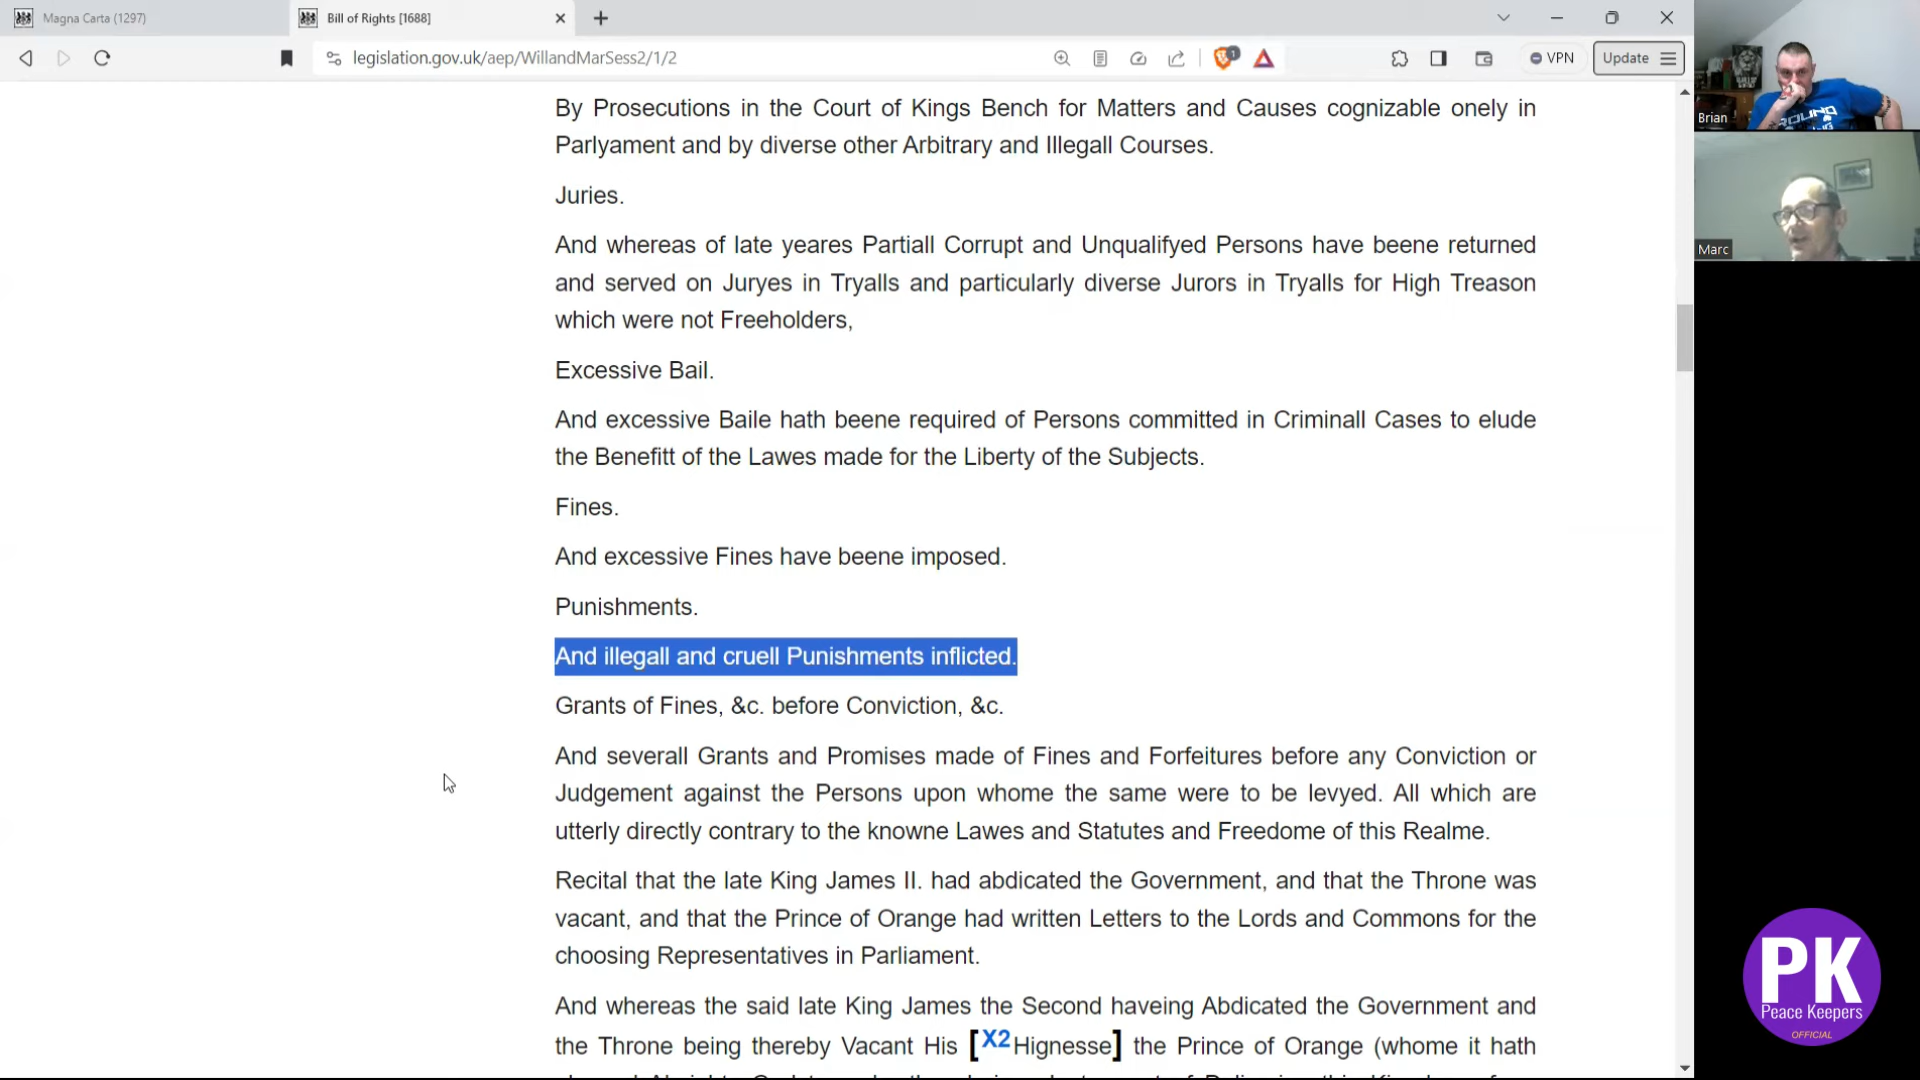 Magna Carta (1297)
Bill of Rights [1688]
legislation.gov.uk/aep/WillandMarSess2/1/2
1
VPN
Update
By Prosecutions in the Court of Kings Bench for Matters and Causes cognizable onely in
Parlyament and by diverse other Arbitrary and Illegall Courses.
Juries.
And whereas of late yeares Partiall Corrupt and Unqualifyed Persons have beene returned
and served on Juryes in Tryalls and particularly diverse Jurors in Tryalls for High Treason
which were not Freeholders,
Excessive Bail.
And excessive Baile hath beene required of Persons committed in Criminall Cases to elude
the Benefitt of the Lawes made for the Liberty of the Subjects.
Fines.
And excessive Fines have beene imposed.
Punishments.
And illegall and cruell Punishments inflicted.
Grants of Fines, &c. before Conviction, &c.
And severall Grants and Promises made of Fines and Forfeitures before any Conviction or
Judgement against the Persons upon whome the same were to be levyed. All which are
utterly directly contrary to the knowne Lawes and Statutes and Freedome of this Realme.
Recital that the late King James II. had abdicated the Government, and that the Throne was
vacant, and that the Prince of Orange had written Letters to the Lords and Commons for the
choosing Representatives in Parliament.
And whereas the said late King James the Second haveing Abdicated the Government and
the Throne being thereby Vacant His [X2Hignesse] the Prince of Orange (whome it hath
Brian
Marc
PK
Peace Keepers
OFFICIAL